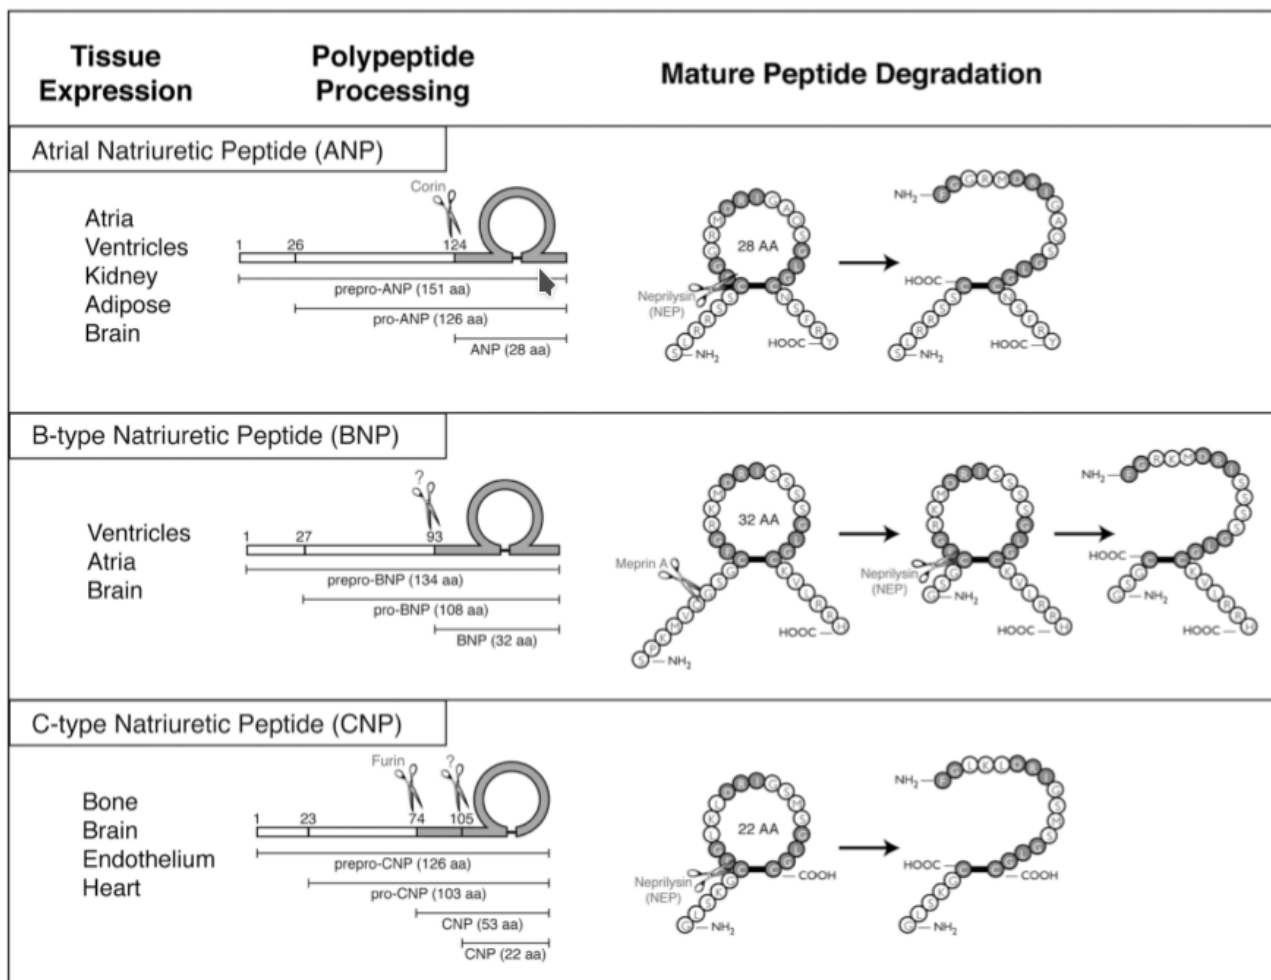 Tissue
Expression
Polypeptide
Processing
Mature Peptide Degradation
Atrial Natriuretic Peptide (ANP)
Atria
Ventricles
Kidney
Adipose
Brain
Corin
1 26 124
prepro-ANP (151 aa)
pro-ANP (126 aa)
ANP (28 aa)
28 AA
Neprilysin
(NEP)
NH2
HOOC
NH2
HOOC
HOOC
NH2
B-type Natriuretic Peptide (BNP)
Ventricles
Atria
Brain
?
1 27 93
prepro-BNP (134 aa)
pro-BNP (108 aa)
BNP (32 aa)
32 AA
Meprin A
HOOC
NH2
Neprilysin
(NEP)
NH2
HOOC
NH2
HOOC
NH2
HOOC
C-type Natriuretic Peptide (CNP)
Bone
Brain
Endothelium
Heart
Furin ?
1 23 74 105
prepro-CNP (126 aa)
pro-CNP (103 aa)
CNP (53 aa)
CNP (22 aa)
22 AA
Neprilysin
(NEP)
COOH
NH2
NH2
HOOC
COOH
NH2